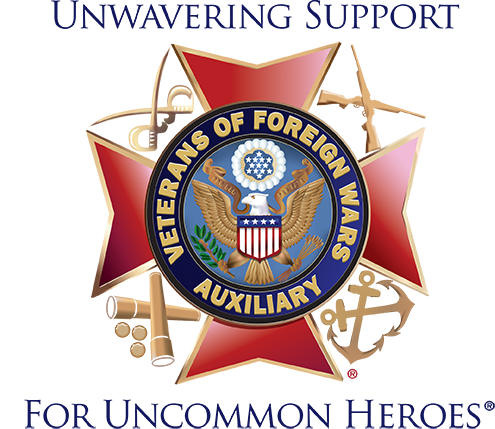 UNWAVERING SUPPORT
VETERANS OF FOREIGN WARS
AUXILIARY
®
FOR UNCOMMON HEROES®